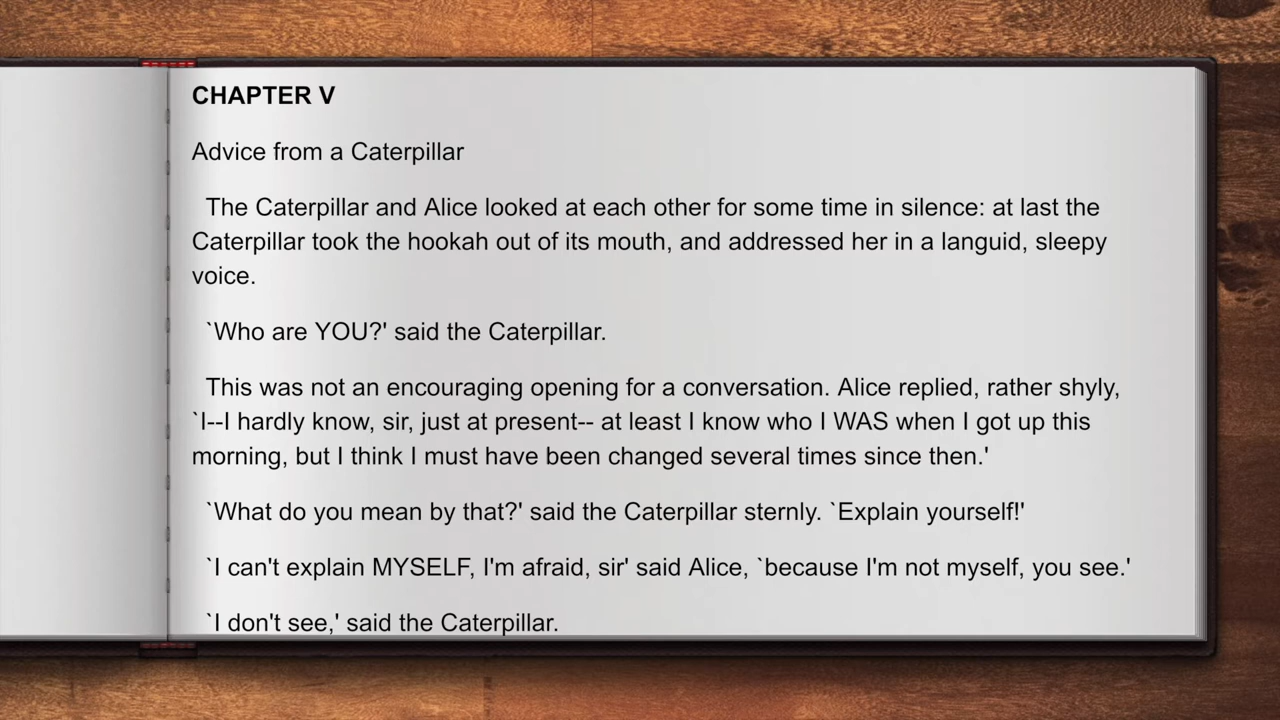 CHAPTER V
Advice from a Caterpillar
The Caterpillar and Alice looked at each other for some time in silence: at last the
Caterpillar took the hookah out of its mouth, and addressed her in a languid, sleepy
voice.
`Who are YOU?' said the Caterpillar.
This was not an encouraging opening for a conversation. Alice replied, rather shyly,
`I--I hardly know, sir, just at present-- at least I know who I WAS when I got up this
morning, but I think I must have been changed several times since then.'
`What do you mean by that?' said the Caterpillar sternly. `Explain yourself!'
`I can't explain MYSELF, I'm afraid, sir' said Alice, `because I'm not myself, you see.'
`I don't see,' said the Caterpillar.